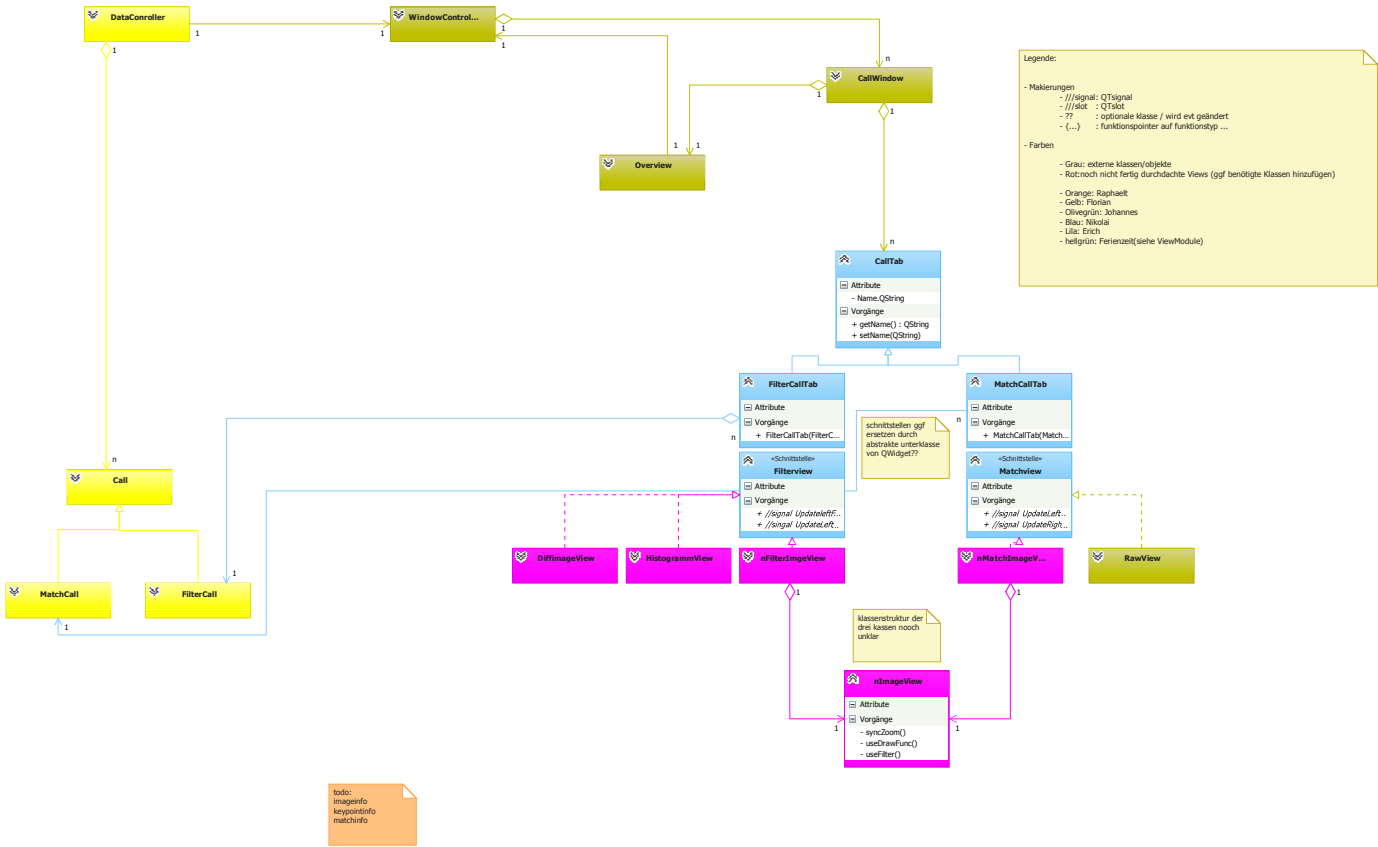 DataConroller
WindowControl...
1
1
1
1
1
n
CallWindow
1
1
1
1
Overview
n
Legende:
- Makierungen
- ///signal: QTsignal
- ///slot : QTslot
- ?? : optionale klasse / wird evt geändert
- {...} : funktionspointer auf funktionstyp ...
- Farben
- Grau: externe klassen/objekte
- Rot:noch nicht fertig durchdachte Views (ggf benötigte Klassen hinzufügen)
- Orange: Raphaelt
- Gelb: Florian
- Olivegrün: Johannes
- Blau: Nikolai
- Lila: Erich
- hellgrün: Ferienzeit(siehe ViewModule)
CallTab
Attribute
- Name.QString
Vorgänge
+ getName() : QString
+ setName(QString)
FilterCallTab
Attribute
Vorgänge
+ FilterCallTab(FilterC...
n
MatchCallTab
Attribute
Vorgänge
+ MatchCallTab(Match...
n
schnittstellen ggf
ersetzen durch
abstrakte unterklasse
von QWidget??
«Schnittstelle»
Filterview
Attribute
Vorgänge
+ //signal UpdateleftF...
+ //singal UpdateLeft...
«Schnittstelle»
Matchview
Attribute
Vorgänge
+ //signal UpdateLeft...
+ //signal UpdateRigh...
n
Call
MatchCall
FilterCall
1
1
DiffimageView
HistogrammView
nFilterImgeView
nMatchImageV...
RawView
1
1
klassenstruktur der
drei kassen nooch
unklar
nImageView
Attribute
Vorgänge
- syncZoom()
- useDrawFunc()
- useFilter()
1
1
todo:
imageinfo
keypointinfo
matchinfo